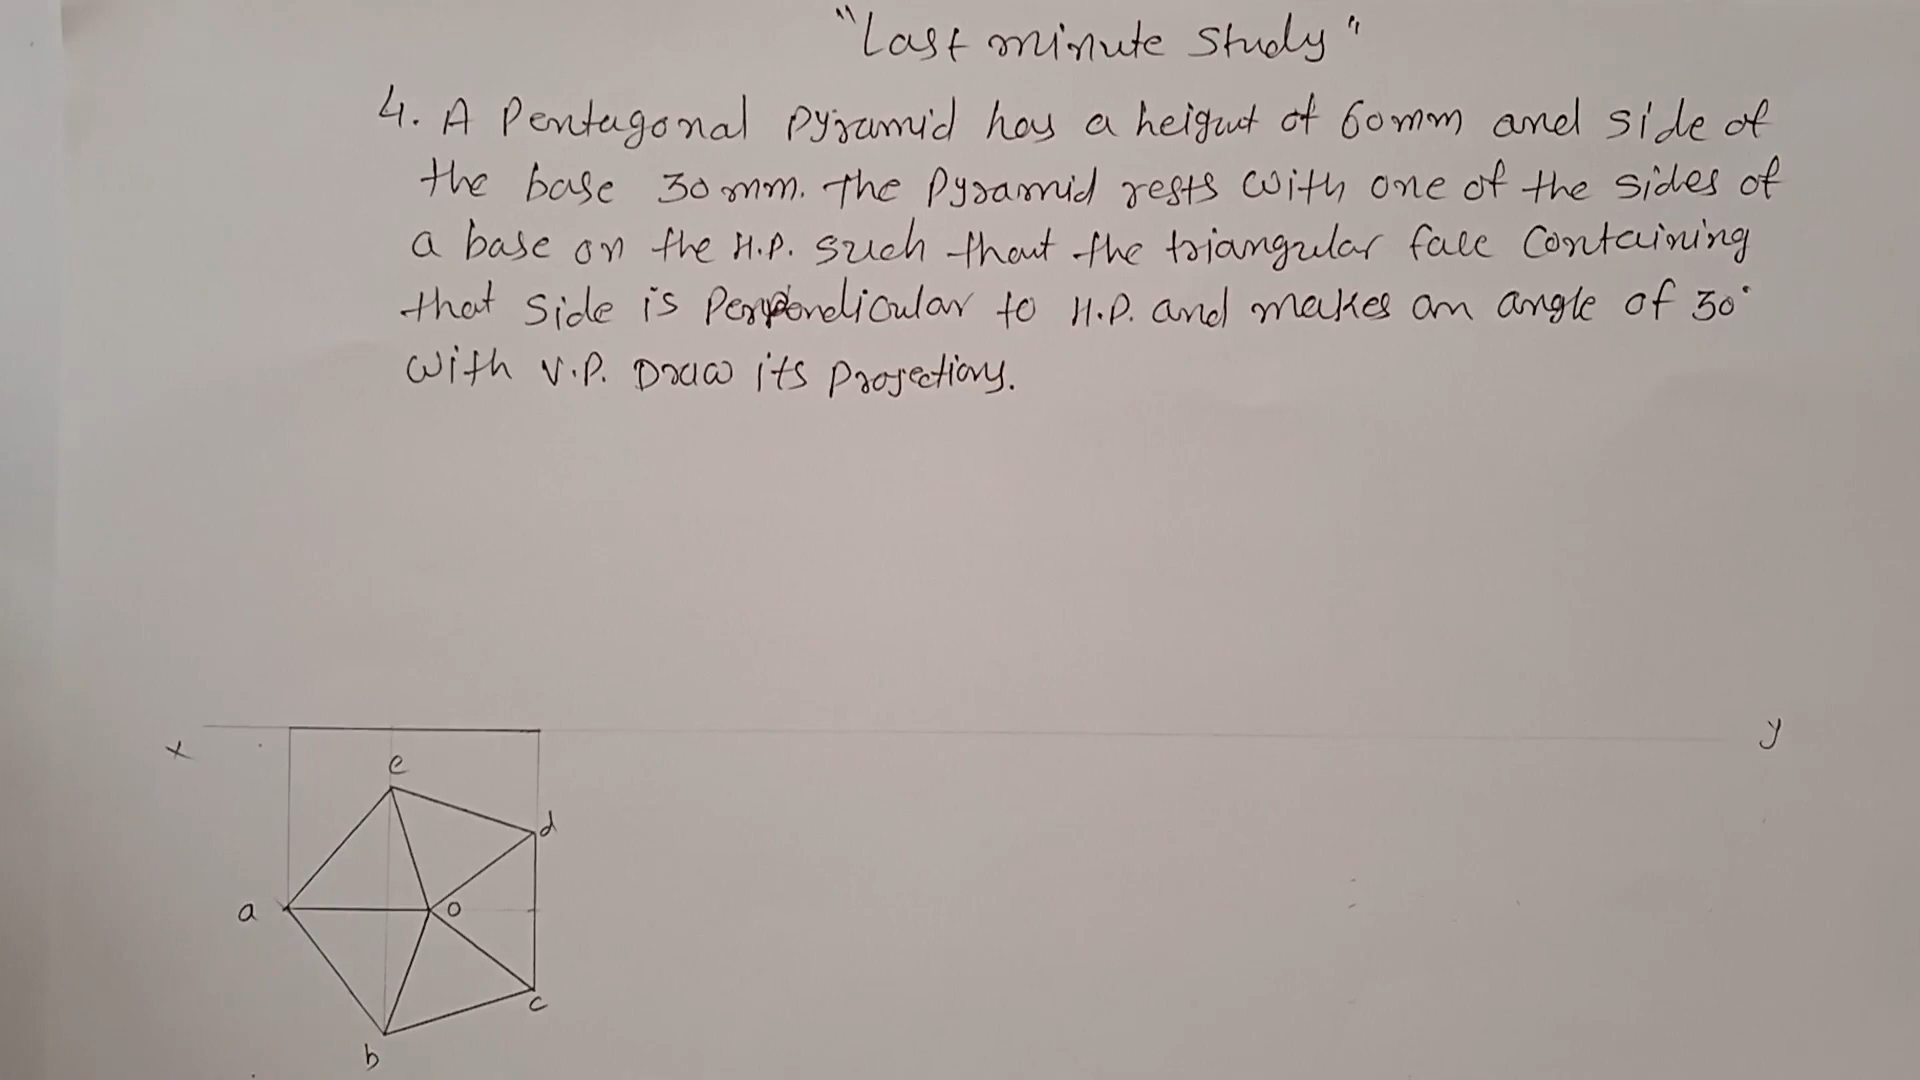 "Last minute study"
4. A Pentagonal pyramid has a height of 60mm and side of
the base 30 mm. The Pyramid rests with one of the sides of
a base on the H.P. such that the triangular face containing
that side is Perpendicular to H.P. and makes an angle of 30°
with V.P. Draw its projections.
x
y
e
d
a
o
c
b